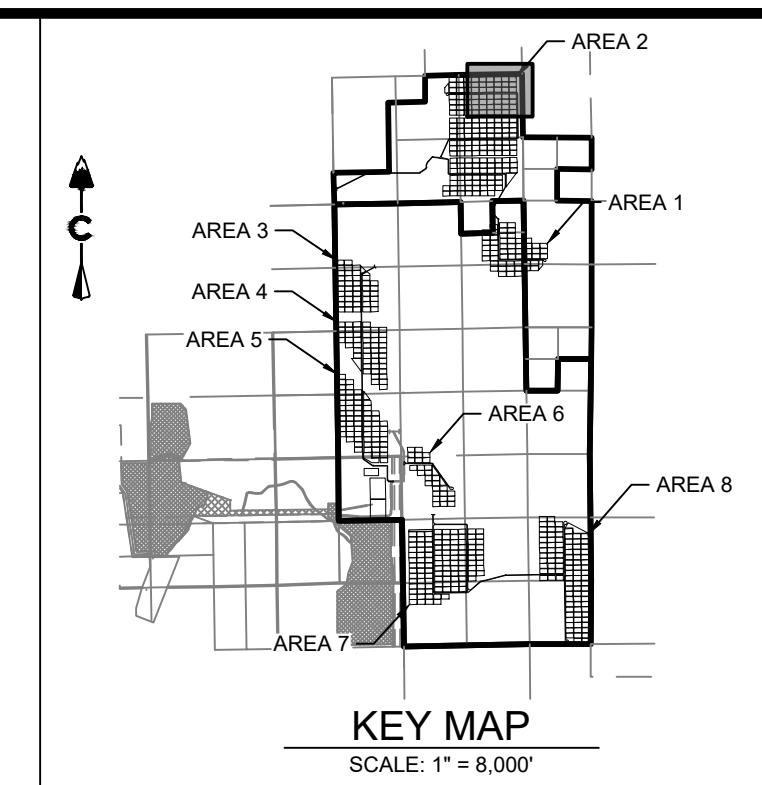 AREA 2
AREA 1
AREA 3
AREA 4
AREA 5
AREA 6
AREA 8
AREA 7
C
KEY MAP
SCALE: 1" = 8,000'